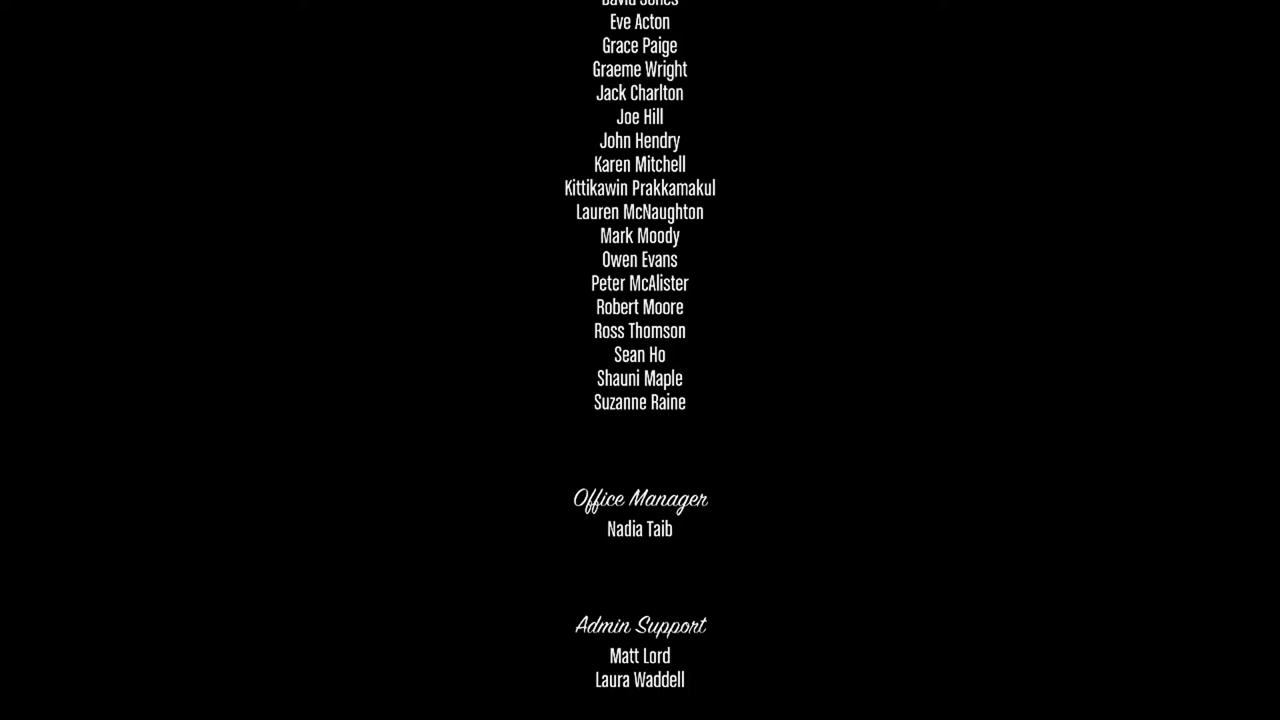 David Jones
Eve Acton
Grace Paige
Graeme Wright
Jack Charlton
Joe Hill
John Hendry
Karen Mitchell
Kittikawin Prakkamakul
Lauren McNaughton
Mark Moody
Owen Evans
Peter McAlister
Robert Moore
Ross Thomson
Sean Ho
Shauni Maple
Suzanne Raine
Office Manager
Nadia Taib
Admin Support
Matt Lord
Laura Waddell